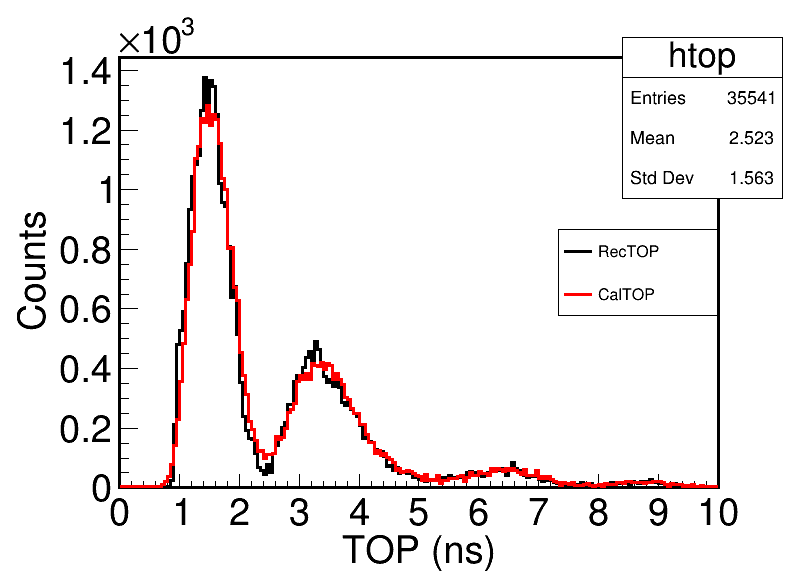 ×10³
htop
Entries 35541
Mean 2.523
Std Dev 1.563
RecTOP
CalTOP
Counts
1.4
1.2
1
0.8
0.6
0.4
0.2
0
0 1 2 3 4 5 6 7 8 9 10
TOP (ns)